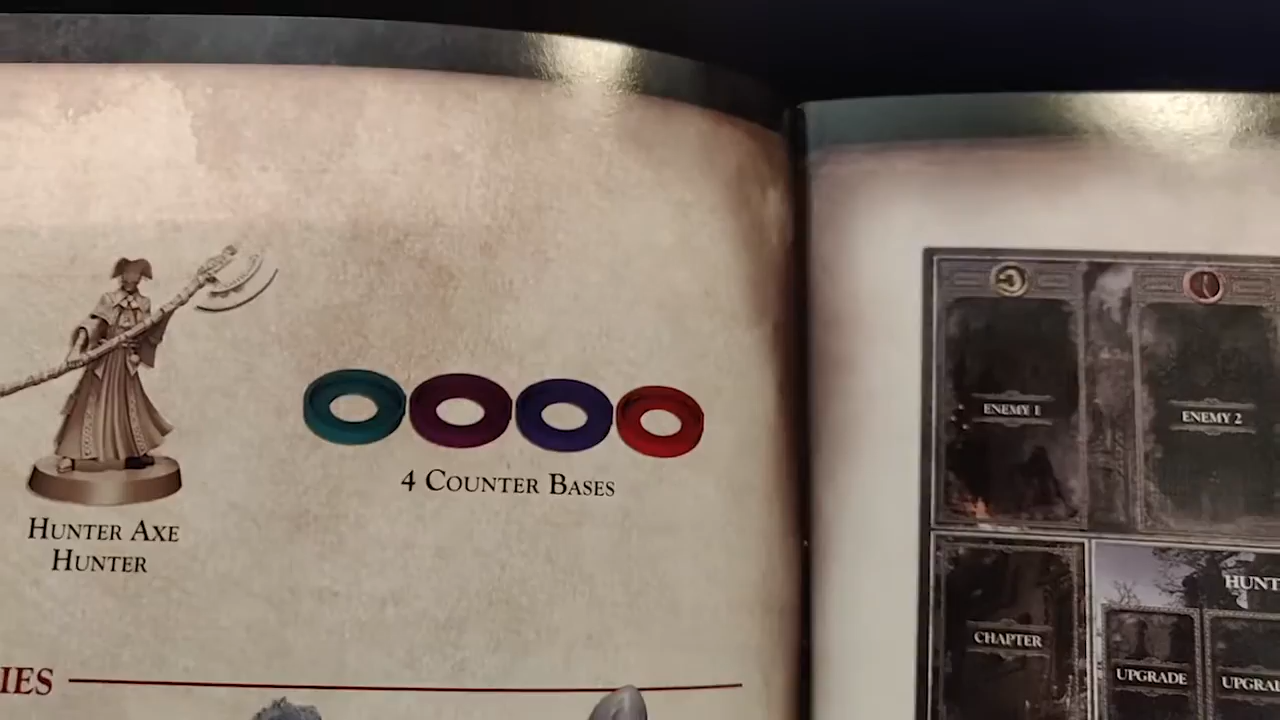 Hunter Axe
Hunter
4 Counter Bases
IES
ENEMY 1
ENEMY 2
CHAPTER
HUNT
UPGRADE
UPGRA